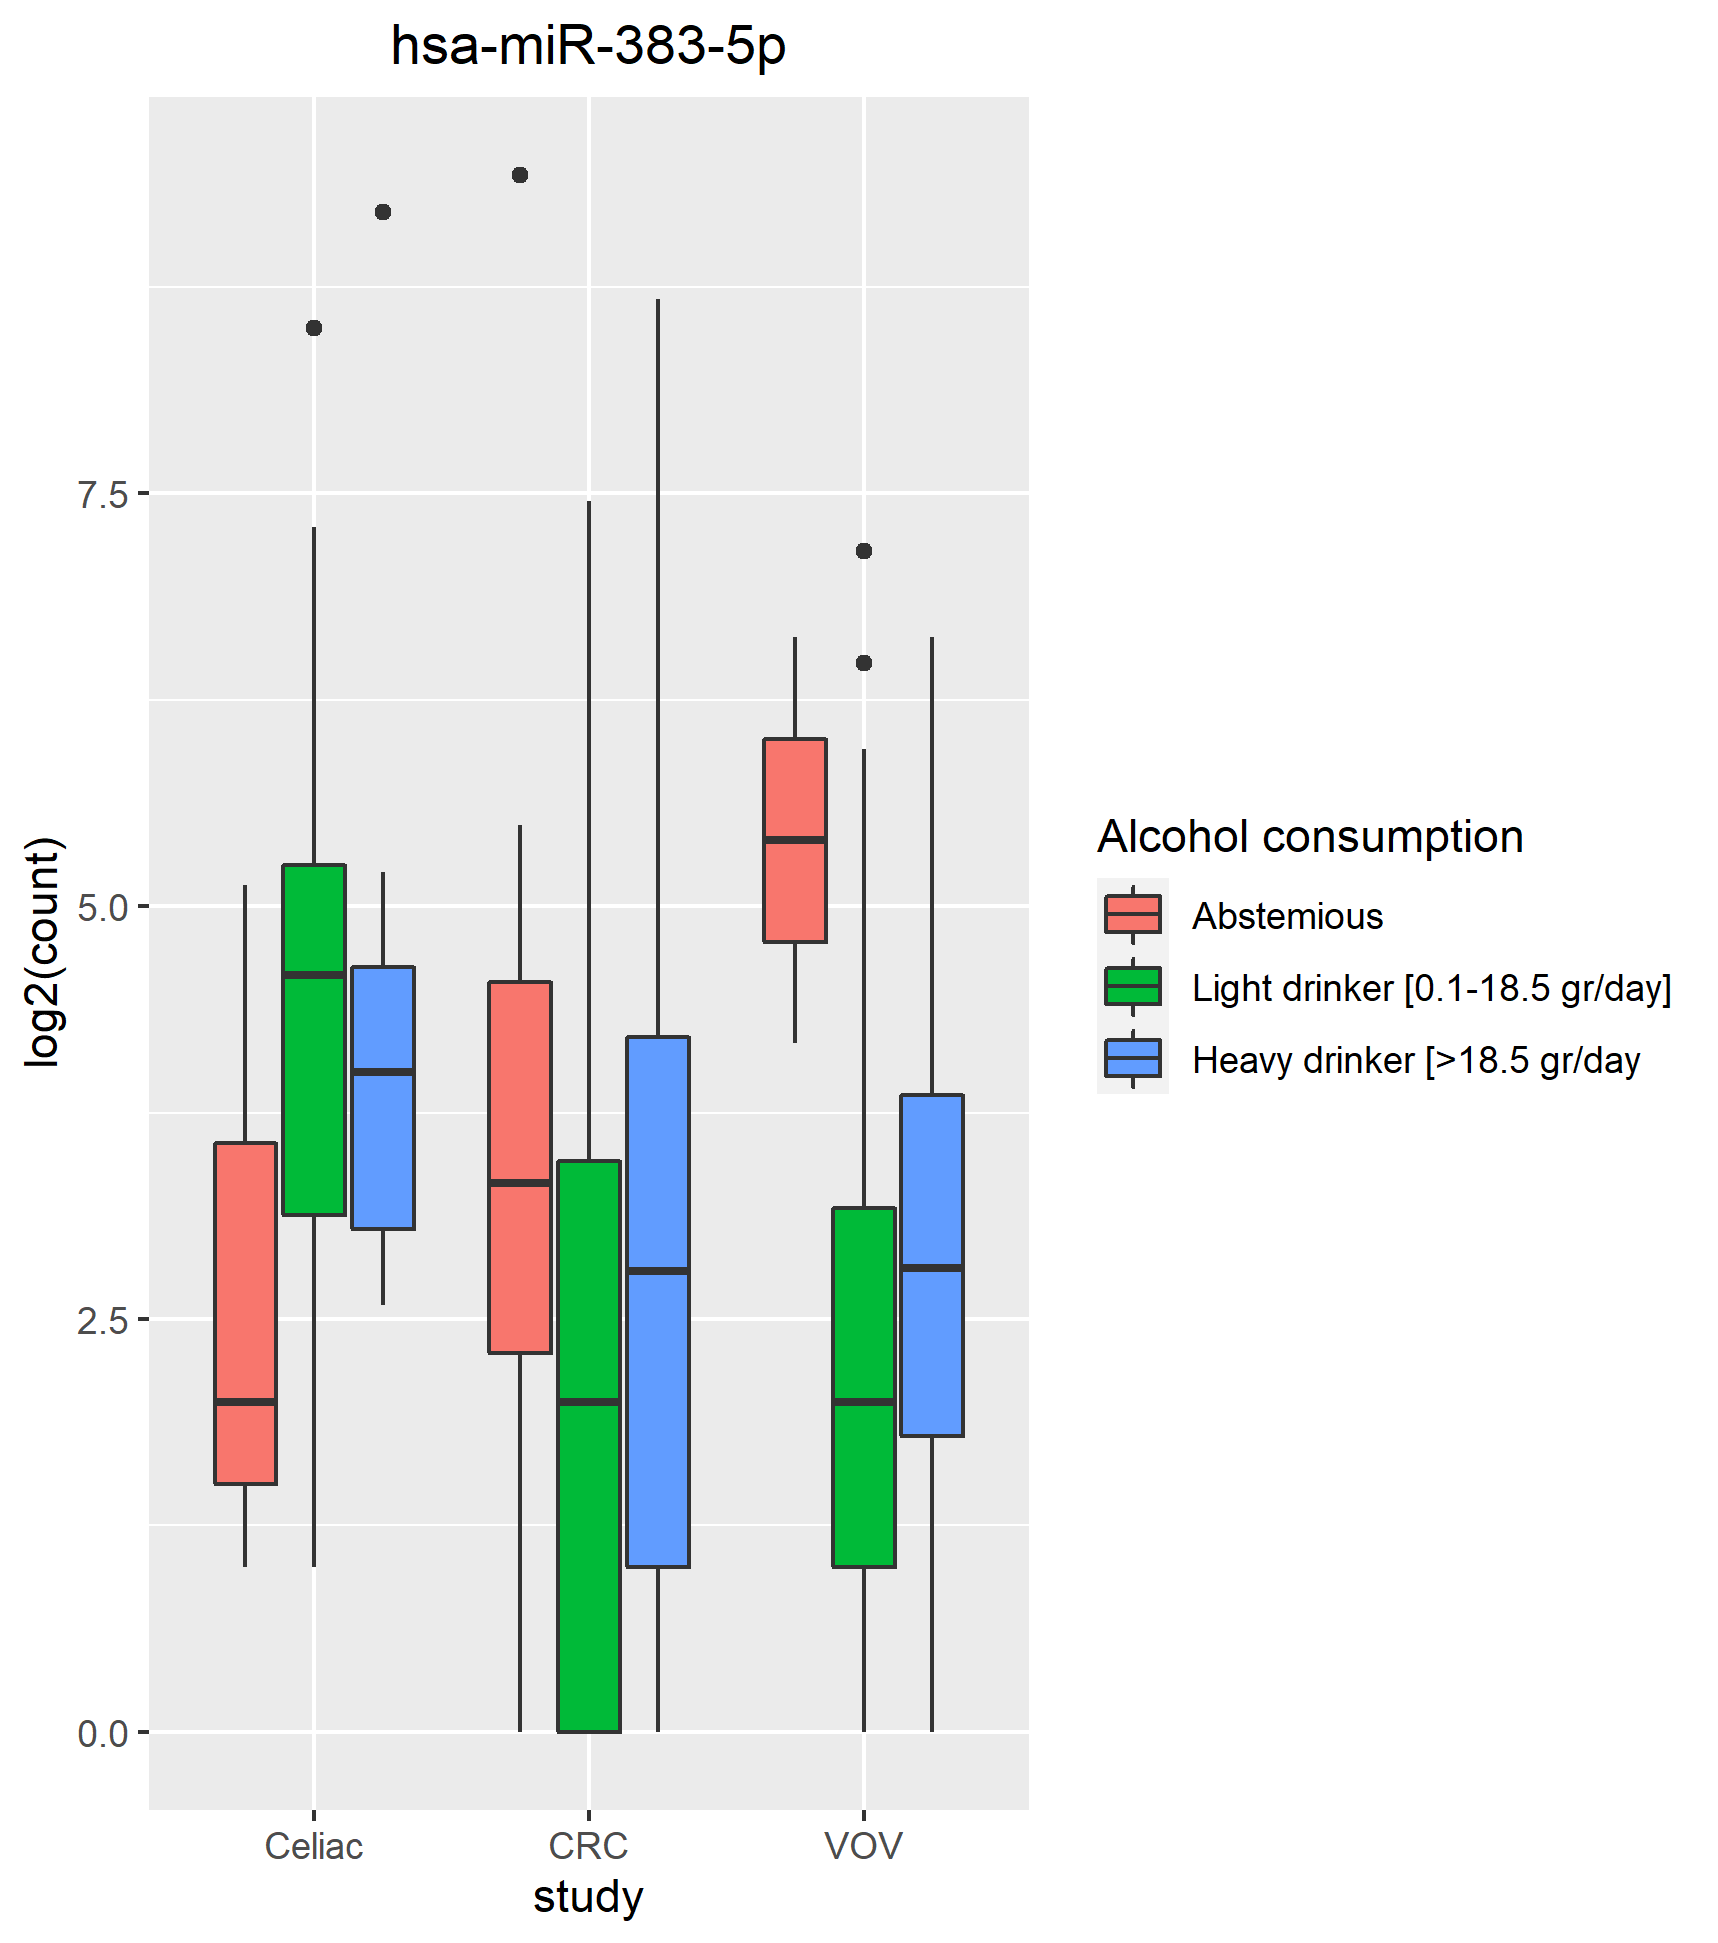 hsa-miR-383-5p
log2(count)
7.5
5.0
2.5
0.0
Celiac
CRC
VOV
study
Alcohol consumption
Abstemious
Light drinker [0.1-18.5 gr/day]
Heavy drinker [>18.5 gr/day